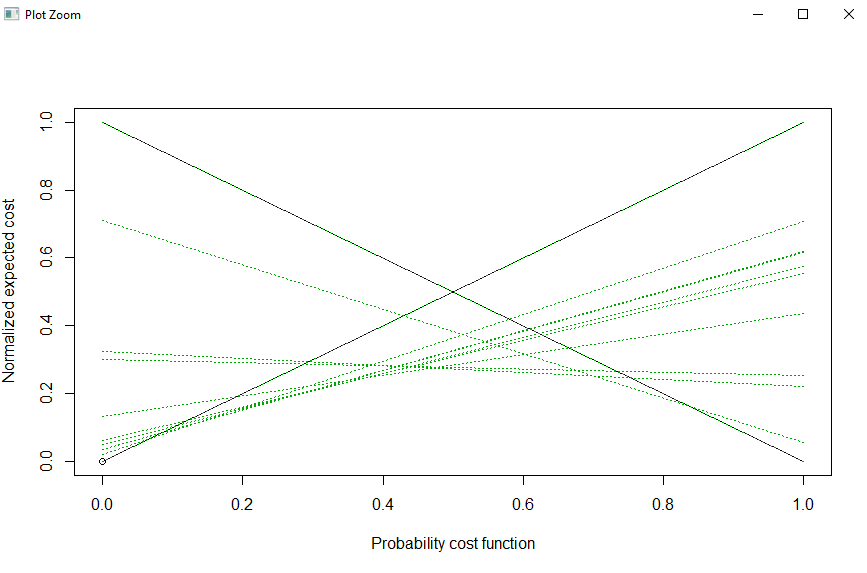 Plot Zoom
1.0
0.8
0.6
0.4
0.2
0.0
Normalized expected cost
0.0 0.2 0.4 0.6 0.8 1.0
Probability cost function